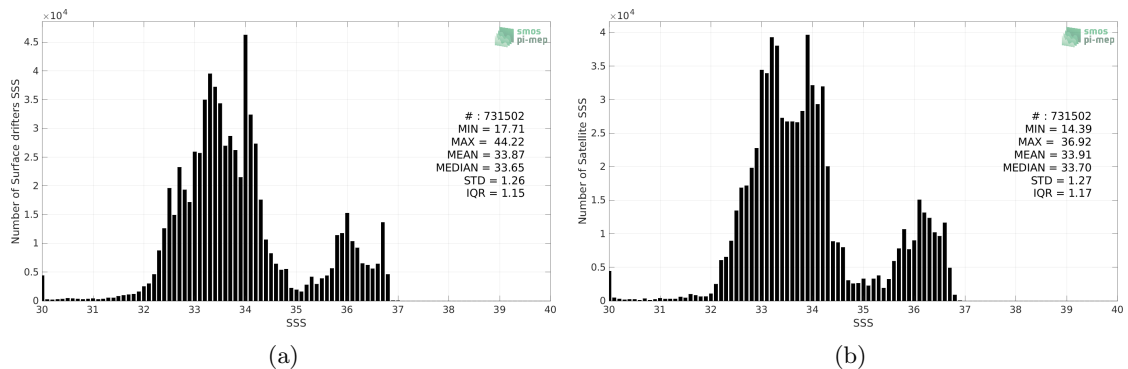 ×10⁴
4.5
4
3.5
3
2.5
2
1.5
1
0.5
0
Number of Surface drifters SSS
smos
pi-mep
# : 731502
MIN = 17.71
MAX = 44.22
MEAN = 33.87
MEDIAN = 33.65
STD = 1.26
IQR = 1.15
30 31 32 33 34 35 36 37 38 39 40
SSS
(a)
×10⁴
4
3.5
3
2.5
2
1.5
1
0.5
0
Number of Satellite SSS
smos
pi-mep
# : 731502
MIN = 14.39
MAX = 36.92
MEAN = 33.91
MEDIAN = 33.70
STD = 1.27
IQR = 1.17
30 31 32 33 34 35 36 37 38 39 40
SSS
(b)